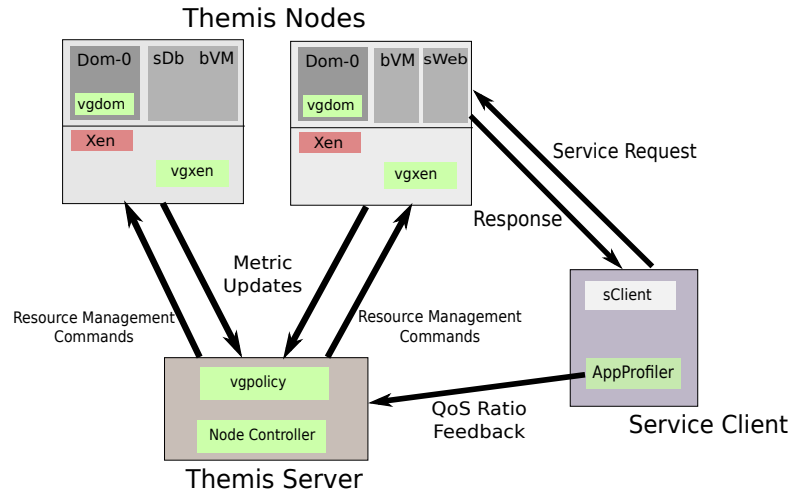 Themis Nodes
Dom-0
sDb
bVM
vgdom
Xen
vgxen
Dom-0
bVM
sWeb
vgdom
Xen
vgxen
Service Request
Response
Metric
Updates
Resource Management
Commands
Resource Management
Commands
sClient
AppProfiler
Service Client
vgpolicy
Node Controller
Themis Server
QoS Ratio
Feedback